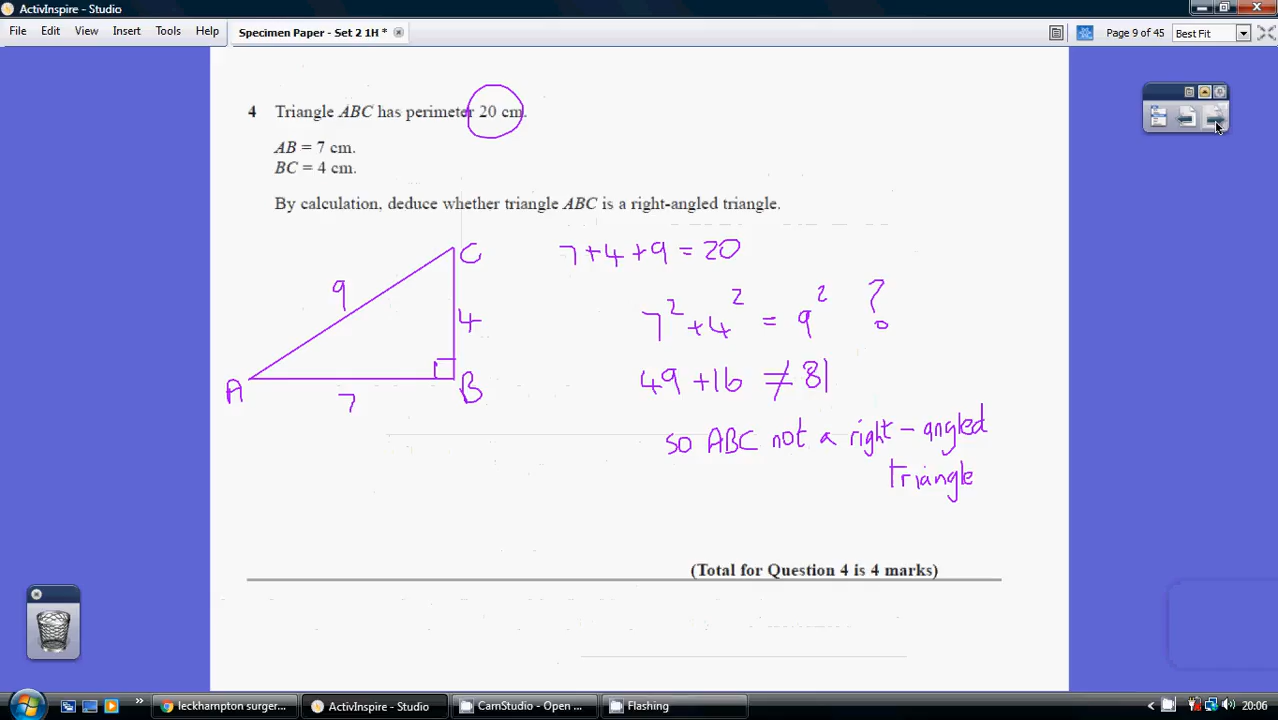 ActivInspire - Studio
File Edit View Insert Tools Help Specimen Paper - Set 2 1H * Page 9 of 45 Best Fit
4 Triangle ABC has perimeter 20 cm.
AB = 7 cm.
BC = 4 cm.
By calculation, deduce whether triangle ABC is a right-angled triangle.
C
7+4+9 = 20
9
7² + 4² = 9² ?
4
49 + 16 ≠ 81
A
B
7
so ABC not a right-angled
triangle
(Total for Question 4 is 4 marks)
leckhampton surger... ActivInspire - Studio CamStudio - Open ... Flashing 20:06